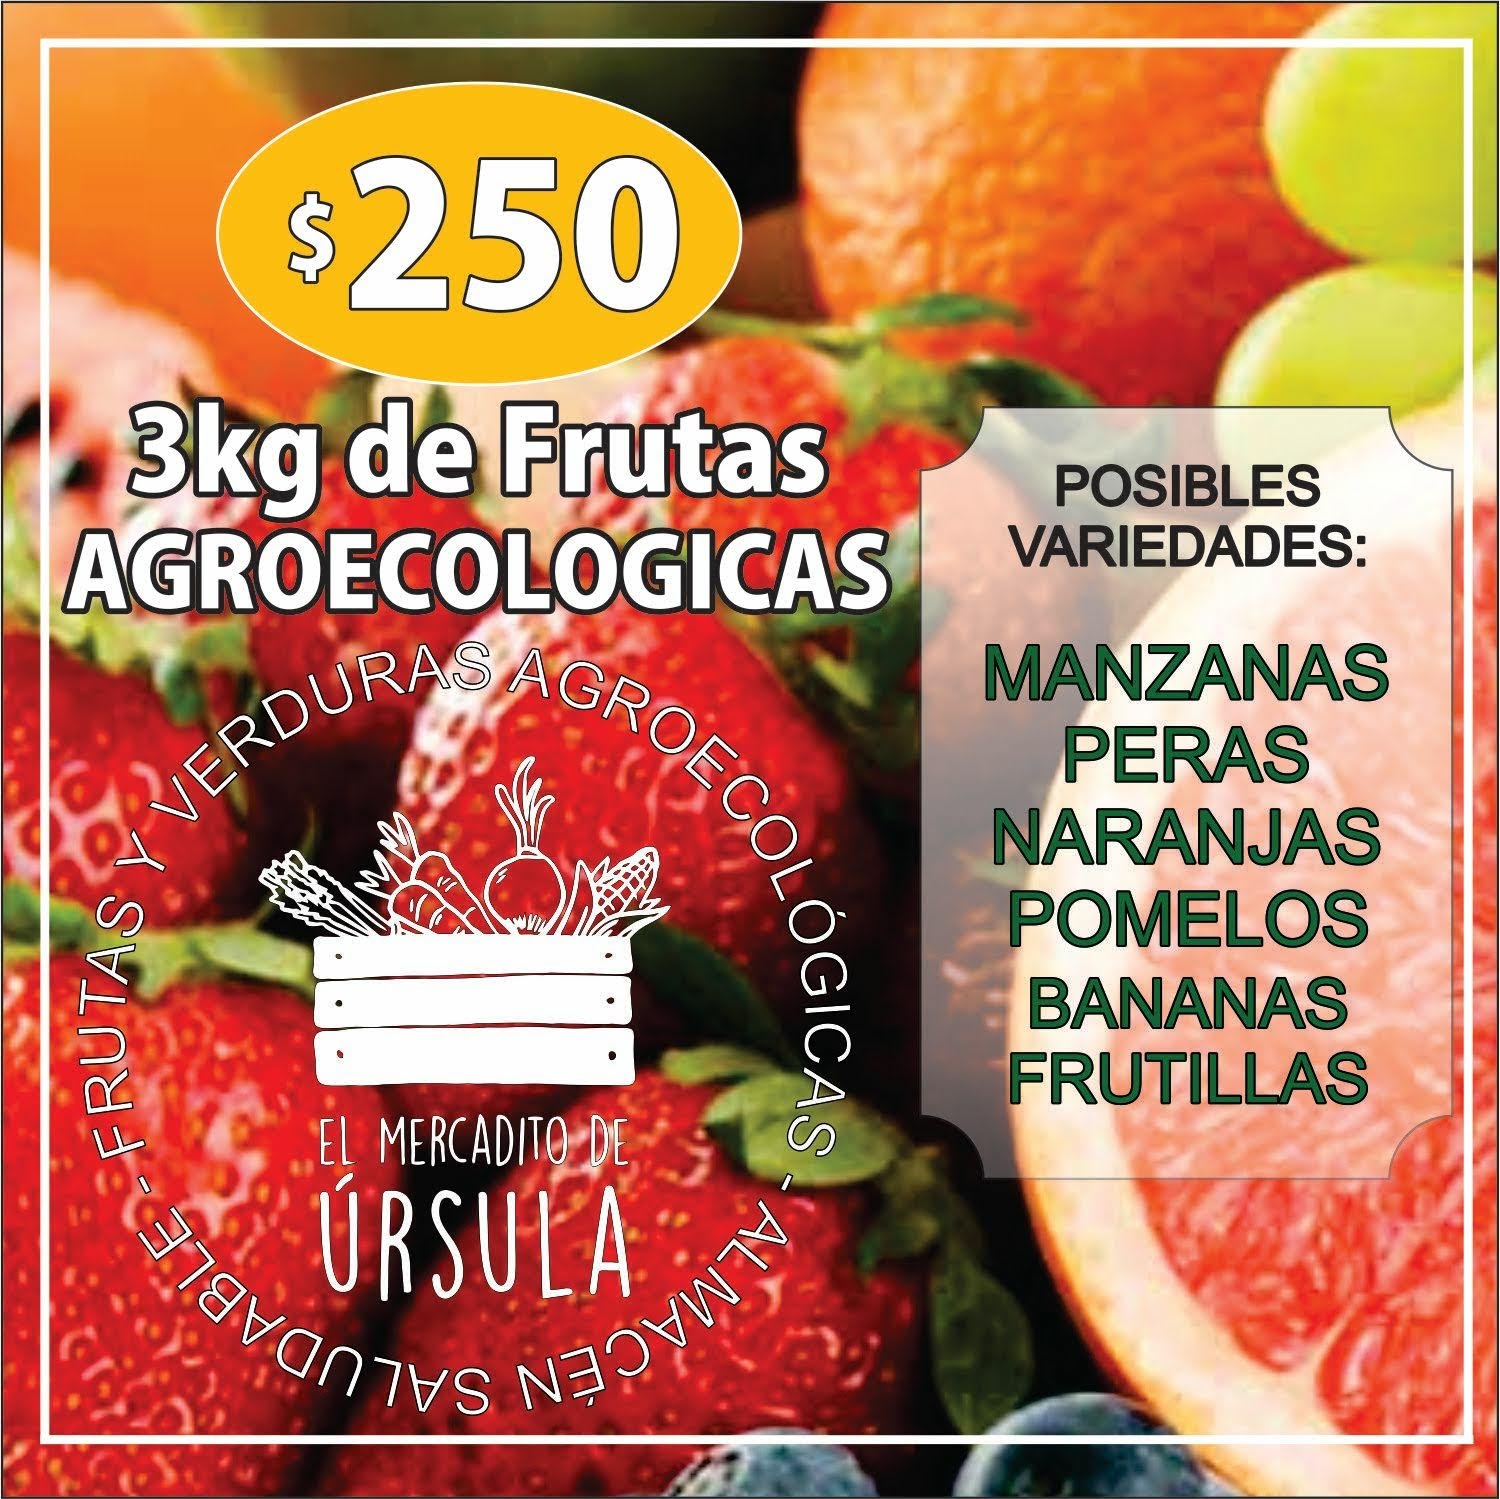 $250
3kg de Frutas
AGROECOLOGICAS
POSIBLES
VARIEDADES:
MANZANAS
PERAS
NARANJAS
POMELOS
BANANAS
FRUTILLAS
FRUTAS Y VERDURAS AGROECOLÓGICAS - ALMACÉN SALUDABLE -
EL MERCADITO DE
ÚRSULA